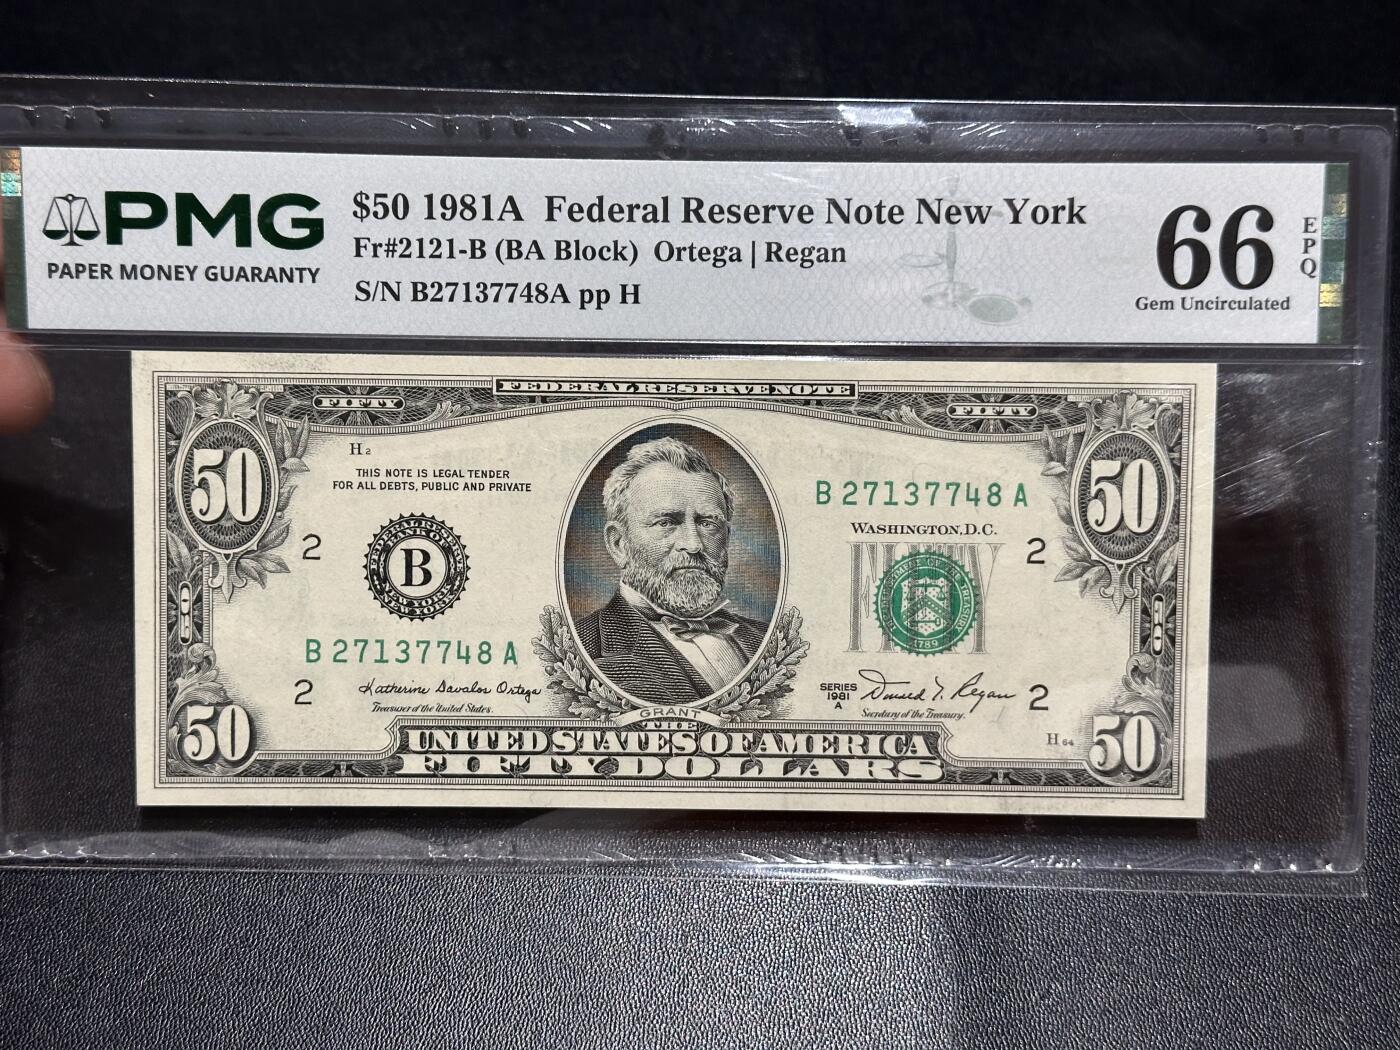 PMG
PAPER MONEY GUARANTY
$50 1981A Federal Reserve Note New York
Fr#2121-B (BA Block) Ortega | Regan
S/N B27137748A pp H
66
EPQ
Gem Uncirculated
FEDERAL RESERVE NOTE
FIFTY
FIFTY
50
50
H 2
THIS NOTE IS LEGAL TENDER
FOR ALL DEBTS, PUBLIC AND PRIVATE
B 27137748 A
WASHINGTON, D.C.
2
2
B
1789
B 27137748 A
2
Katherine Davalos Ortega
Treasurer of the United States.
SERIES
1981
A
Donald T. Regan
Secretary of the Treasury.
2
GRANT
H 64
50
50
THE
UNITED STATES OF AMERICA
FIFTY DOLLARS